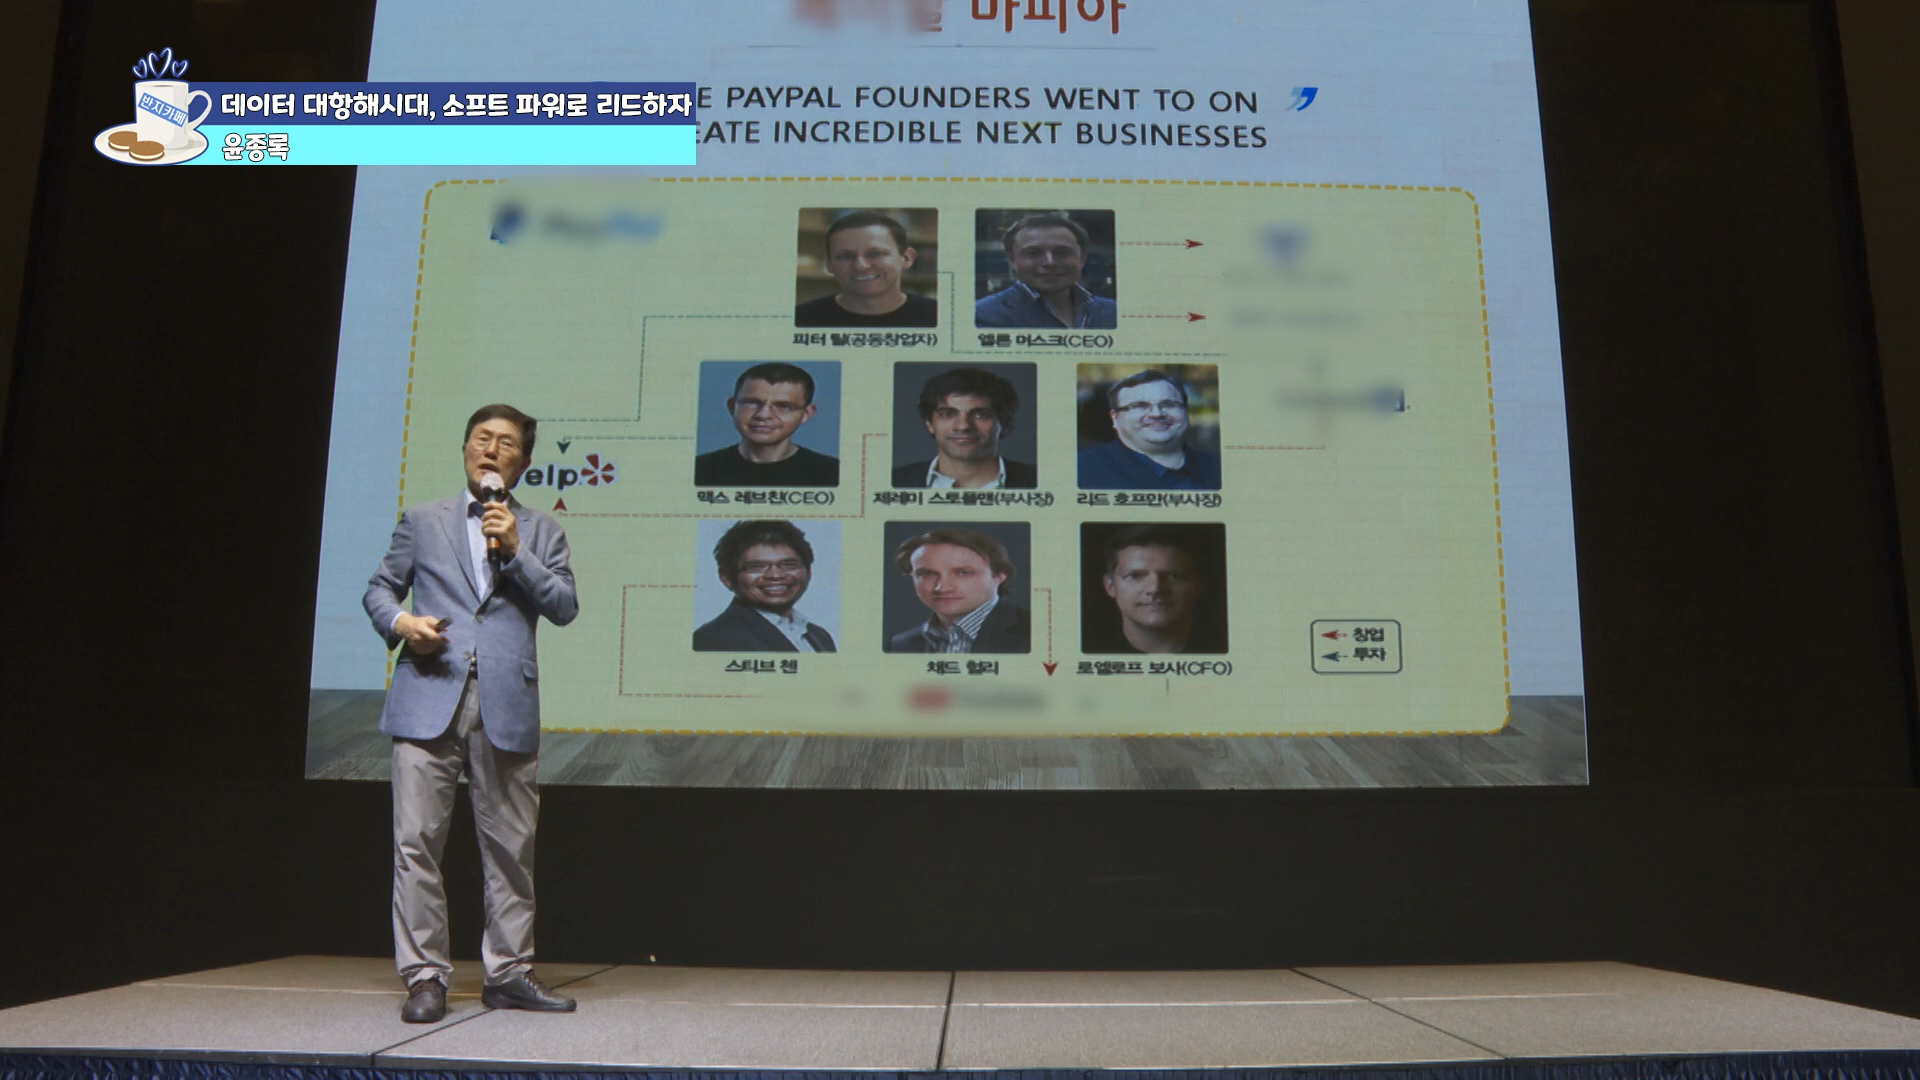 마피아
반지카페
데이터 대항해시대, 소프트 파워로 리드하자
윤종록
E PAYPAL FOUNDERS WENT TO ON ”
EATE INCREDIBLE NEXT BUSINESSES
피터 틸(공동창업자)
엘론 머스크(CEO)
elp
맥스 레브친(CEO)
제레미 스토플맨(부사장)
리드 호프만(부사장)
스티브 첸
채드 헐리
로엘로프 보사(CFO)
창업
투자